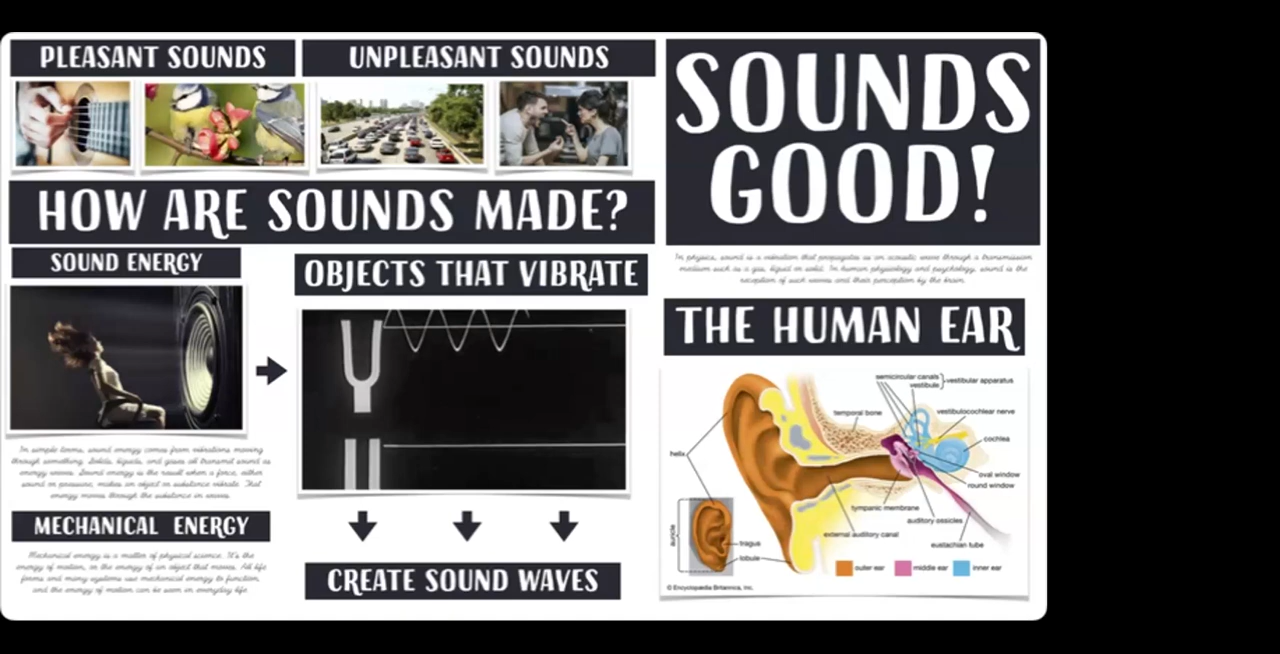 PLEASANT SOUNDS
UNPLEASANT SOUNDS
HOW ARE SOUNDS MADE?
SOUND ENERGY
In simple terms, sound energy comes from vibrations moving
through something. Solids, liquids, and gases all transmit sound as
energy waves. Sound energy is the result when a force, either
sound or pressure, makes an object or substance vibrate. That
energy moves through the substance in waves.
MECHANICAL ENERGY
Mechanical energy is a matter of physical science. It's the
energy of motion, or the energy of an object that moves. All life
forms and many systems use mechanical energy to function,
and the energy of motion can be seen in everyday life.
OBJECTS THAT VIBRATE
CREATE SOUND WAVES
SOUNDS
GOOD!
In physics, sound is a vibration that propagates as an acoustic wave through a transmission
medium such as a gas, liquid or solid. In human physiology and psychology, sound is the
reception of such waves and their perception by the brain.
THE HUMAN EAR
semicircular canals
vestibule
vestibular apparatus
temporal bone
vestibulocochlear nerve
cochlea
helix
oval window
round window
tympanic membrane
auditory ossicles
auricle
external auditory canal
tragus
eustachian tube
lobule
outer ear
middle ear
inner ear
© Encyclopædia Britannica, Inc.